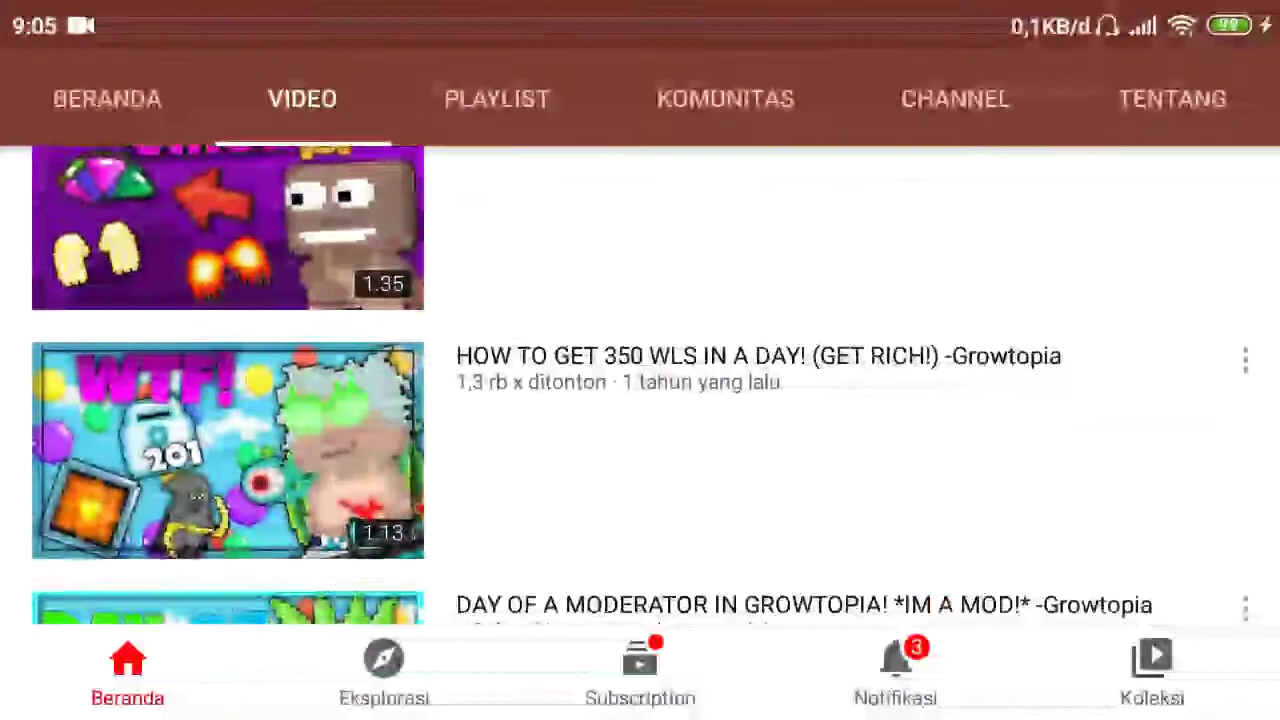 9:05 0,1KB/d 99
BERANDA VIDEO PLAYLIST KOMUNITAS CHANNEL TENTANG
1.35
HOW TO GET 350 WLS IN A DAY! (GET RICH!) -Growtopia
1,3 rb x ditonton · 1 tahun yang lalu
WTF!
201
1.13
DAY OF A MODERATOR IN GROWTOPIA! *IM A MOD!* -Growtopia
3
Beranda Eksplorasi Subscription Notifikasi Koleksi